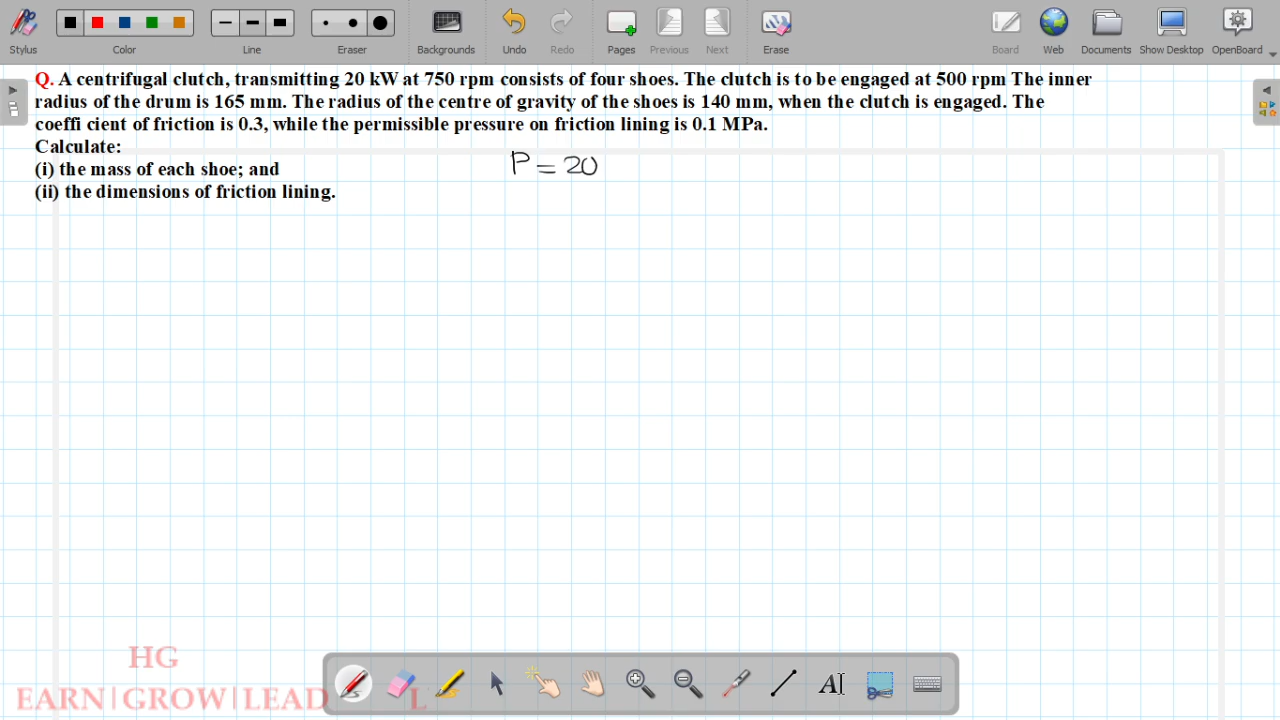 Stylus Color Line Eraser Backgrounds Undo Redo Pages Previous Next Erase Board Web Documents Show Desktop OpenBoard
Q. A centrifugal clutch, transmitting 20 kW at 750 rpn consists of four shoes. The clutch is to be engaged at 500 rpm The inner
radius of the drum is 165 mm. The radius of the centre of gravity of the shoes is 140 mm, when the clutch is engaged. The
coeffi cient of friction is 0.3, while the permissible pressure on friction lining is 0.1 MPa.
Calculate:
(i) the mass of each shoe; and
P = 20
(ii) the dimensions of friction lining.
HG
EARN|GROW|LEAD L